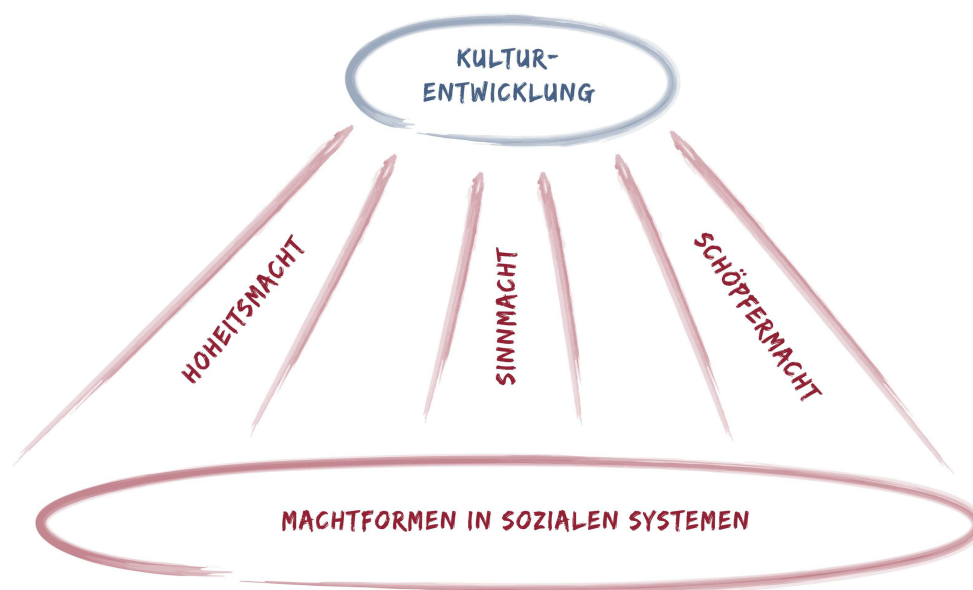 KULTUR-
ENTWICKLUNG
HOHEITSMACHT
SINNMACHT
SCHÖPFERMACHT
MACHTFORMEN IN SOZIALEN SYSTEMEN